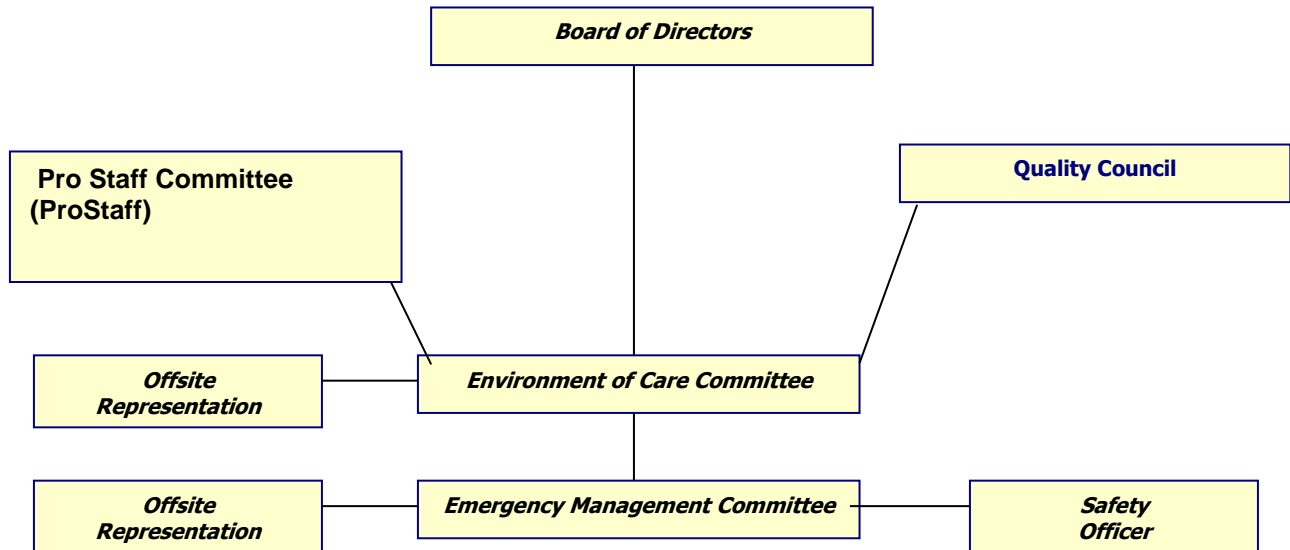 Board of Directors
Pro Staff Committee
(ProStaff)
Quality Council
Offsite
Representation
Environment of Care Committee
Offsite
Representation
Emergency Management Committee
Safety
Officer